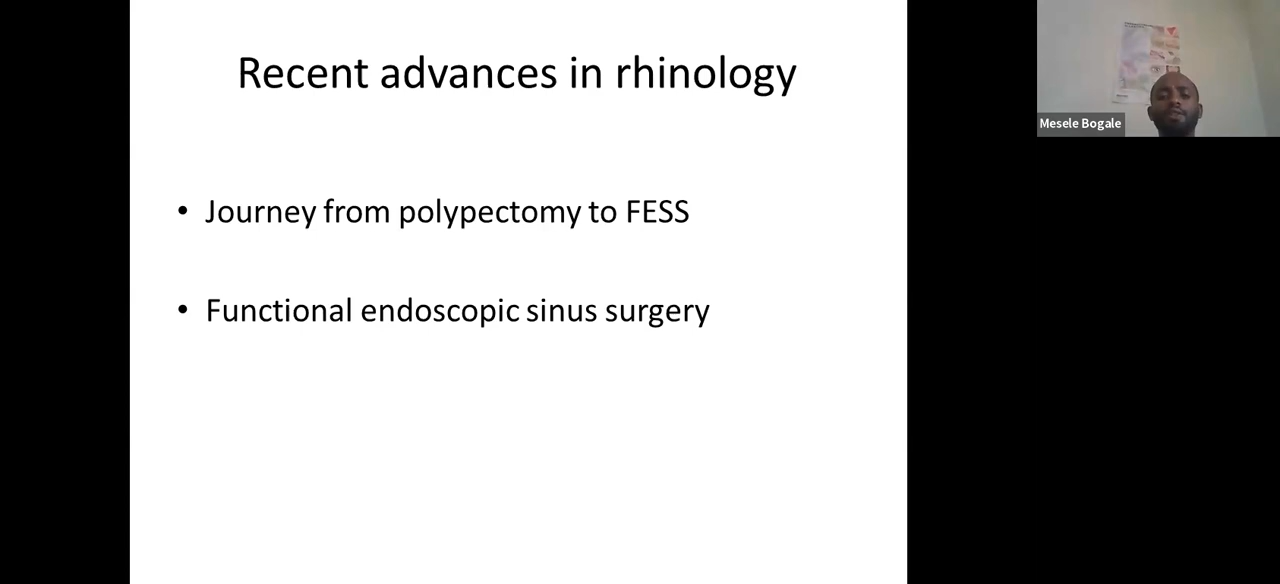 Recent advances in rhinology
• Journey from polypectomy to FESS
• Functional endoscopic sinus surgery
Mesele Bogale